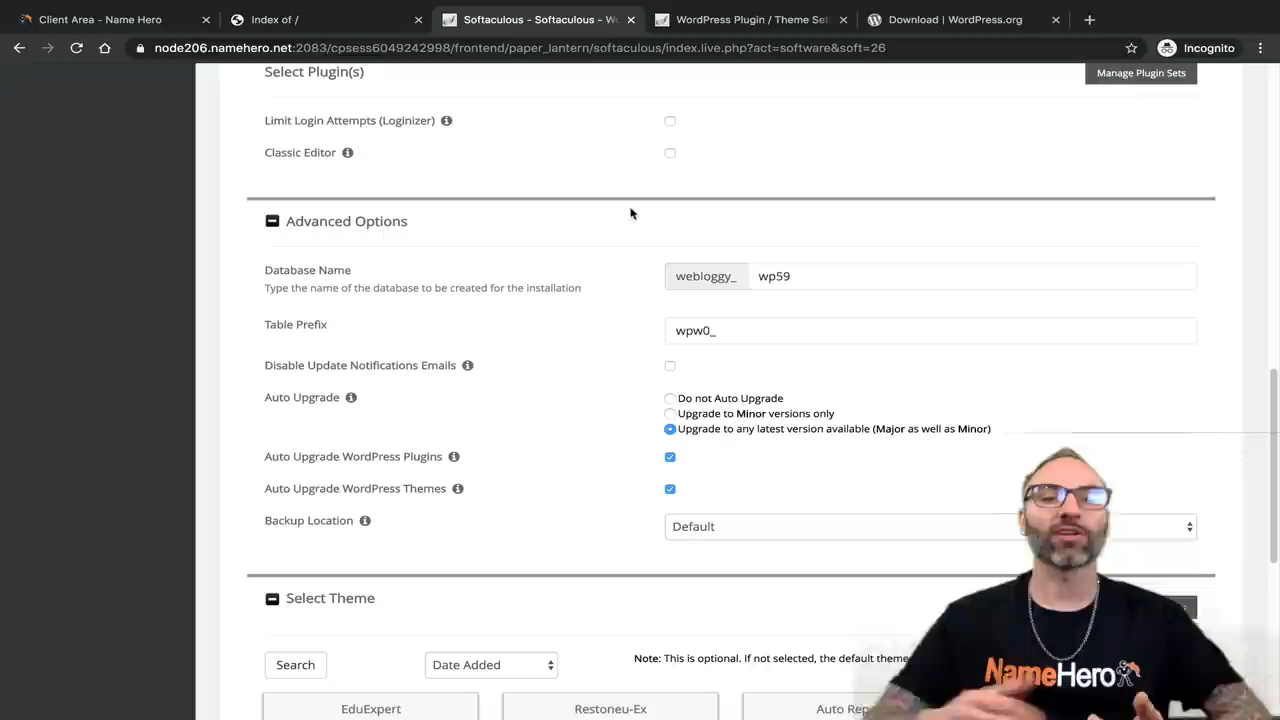 Client Area - Name Hero
Index of /
Softaculous - Softaculous - W
WordPress Plugin / Theme Set
Download | WordPress.org
node206.namehero.net:2083/cpsess6049242998/frontend/paper_lantern/softaculous/index.live.php?act=software&soft=26
Incognito
Select Plugin(s)
Manage Plugin Sets
Limit Login Attempts (Loginizer)
Classic Editor
Advanced Options
Database Name
webloggy_ wp59
Type the name of the database to be created for the installation
Table Prefix
wpw0_
Disable Update Notifications Emails
Auto Upgrade
Do not Auto Upgrade
Upgrade to Minor versions only
Upgrade to any latest version available (Major as well as Minor)
Auto Upgrade WordPress Plugins
Auto Upgrade WordPress Themes
Backup Location
Default
Select Theme
Search
Date Added
Note: This is optional. If not selected, the default theme
NameHero
EduExpert
Restoneu-Ex
Auto Rep